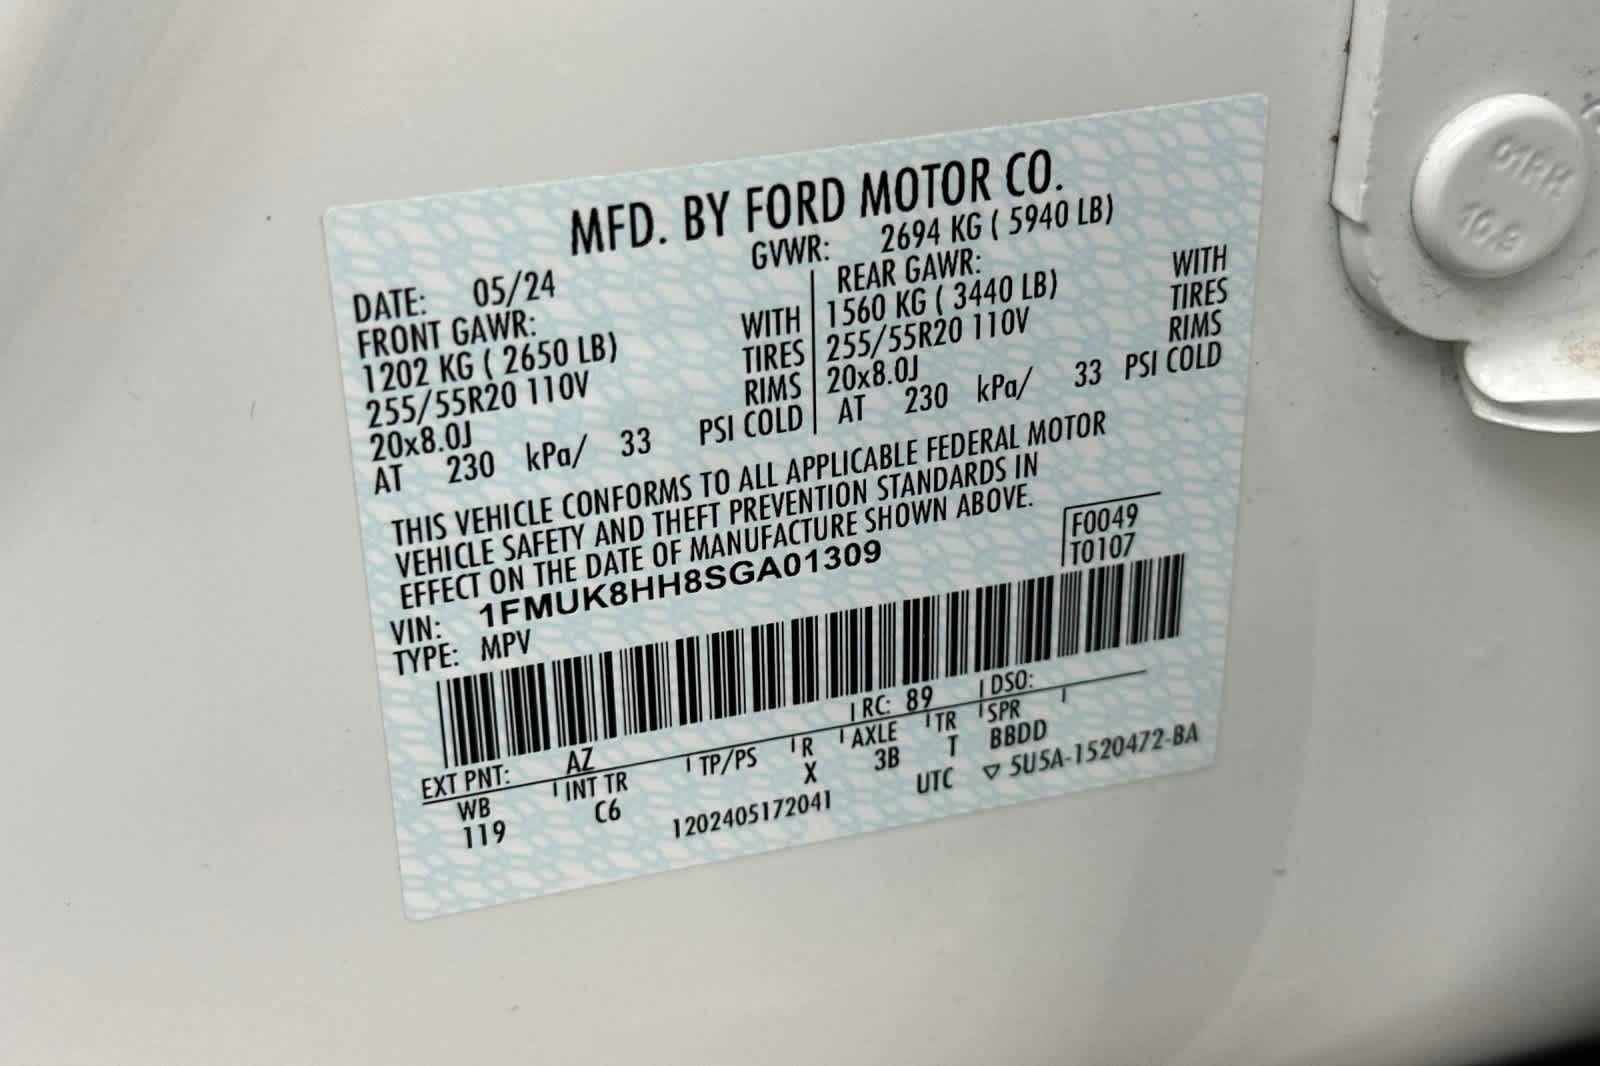 MFD. BY FORD MOTOR CO.
DATE: 05/24 GVWR: 2694 KG ( 5940 LB)
FRONT GAWR: REAR GAWR:
1202 KG ( 2650 LB) WITH 1560 KG ( 3440 LB) WITH
255/55R20 110V TIRES 255/55R20 110V TIRES
20x8.0J RIMS 20x8.0J RIMS
AT 230 kPa/ 33 PSI COLD AT 230 kPa/ 33 PSI COLD
THIS VEHICLE CONFORMS TO ALL APPLICABLE FEDERAL MOTOR
VEHICLE SAFETY AND THEFT PREVENTION STANDARDS IN
EFFECT ON THE DATE OF MANUFACTURE SHOWN ABOVE.
VIN: 1FMUK8HH8SGA01309
F0049
T0107
TYPE: MPV
EXT PNT: AZ RC: 89 DSO:
WB INT TR TP/PS R AXLE TR SPR
119 C6 X 3B T BBDD
1202405172041 UTC ▽ 5U5A-1520472-BA
10.9